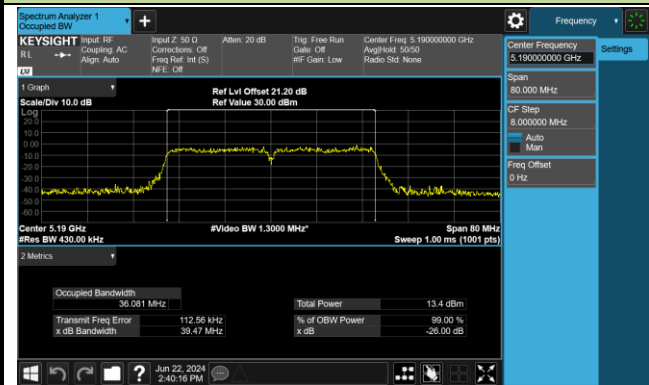 Spectrum Analyzer 1
Occupied BW
Frequency
KEYSIGHT
R L
LXI
Input: RF
Coupling: AC
Align: Auto
Input Z: 50 Ω
Corrections: Off
Freq Ref: Int (S)
NFE: Off
Atten: 20 dB
Trig: Free Run
Gate: Off
#IF Gain: Low
Center Freq: 5.190000000 GHz
Avg|Hold: 50/50
Radio Std: None
Center Frequency
5.190000000 GHz
Settings
Span
80.000 MHz
CF Step
8.000000 MHz
Auto
Man
Freq Offset
0 Hz
1 Graph
Scale/Div 10.0 dB
Ref Lvl Offset 21.20 dB
Ref Value 30.00 dBm
Log
20.0
10.0
0.00
-10.0
-20.0
-30.0
-40.0
-50.0
-60.0
Center 5.19 GHz
#Video BW 1.3000 MHz*
Span 80 MHz
#Res BW 430.00 kHz
Sweep 1.00 ms (1001 pts)
2 Metrics
Occupied Bandwidth
36.081 MHz
Total Power 13.4 dBm
Transmit Freq Error 112.56 kHz
% of OBW Power 99.00 %
x dB Bandwidth 39.47 MHz
x dB -26.00 dB
?
Jun 22, 2024
2:40:16 PM